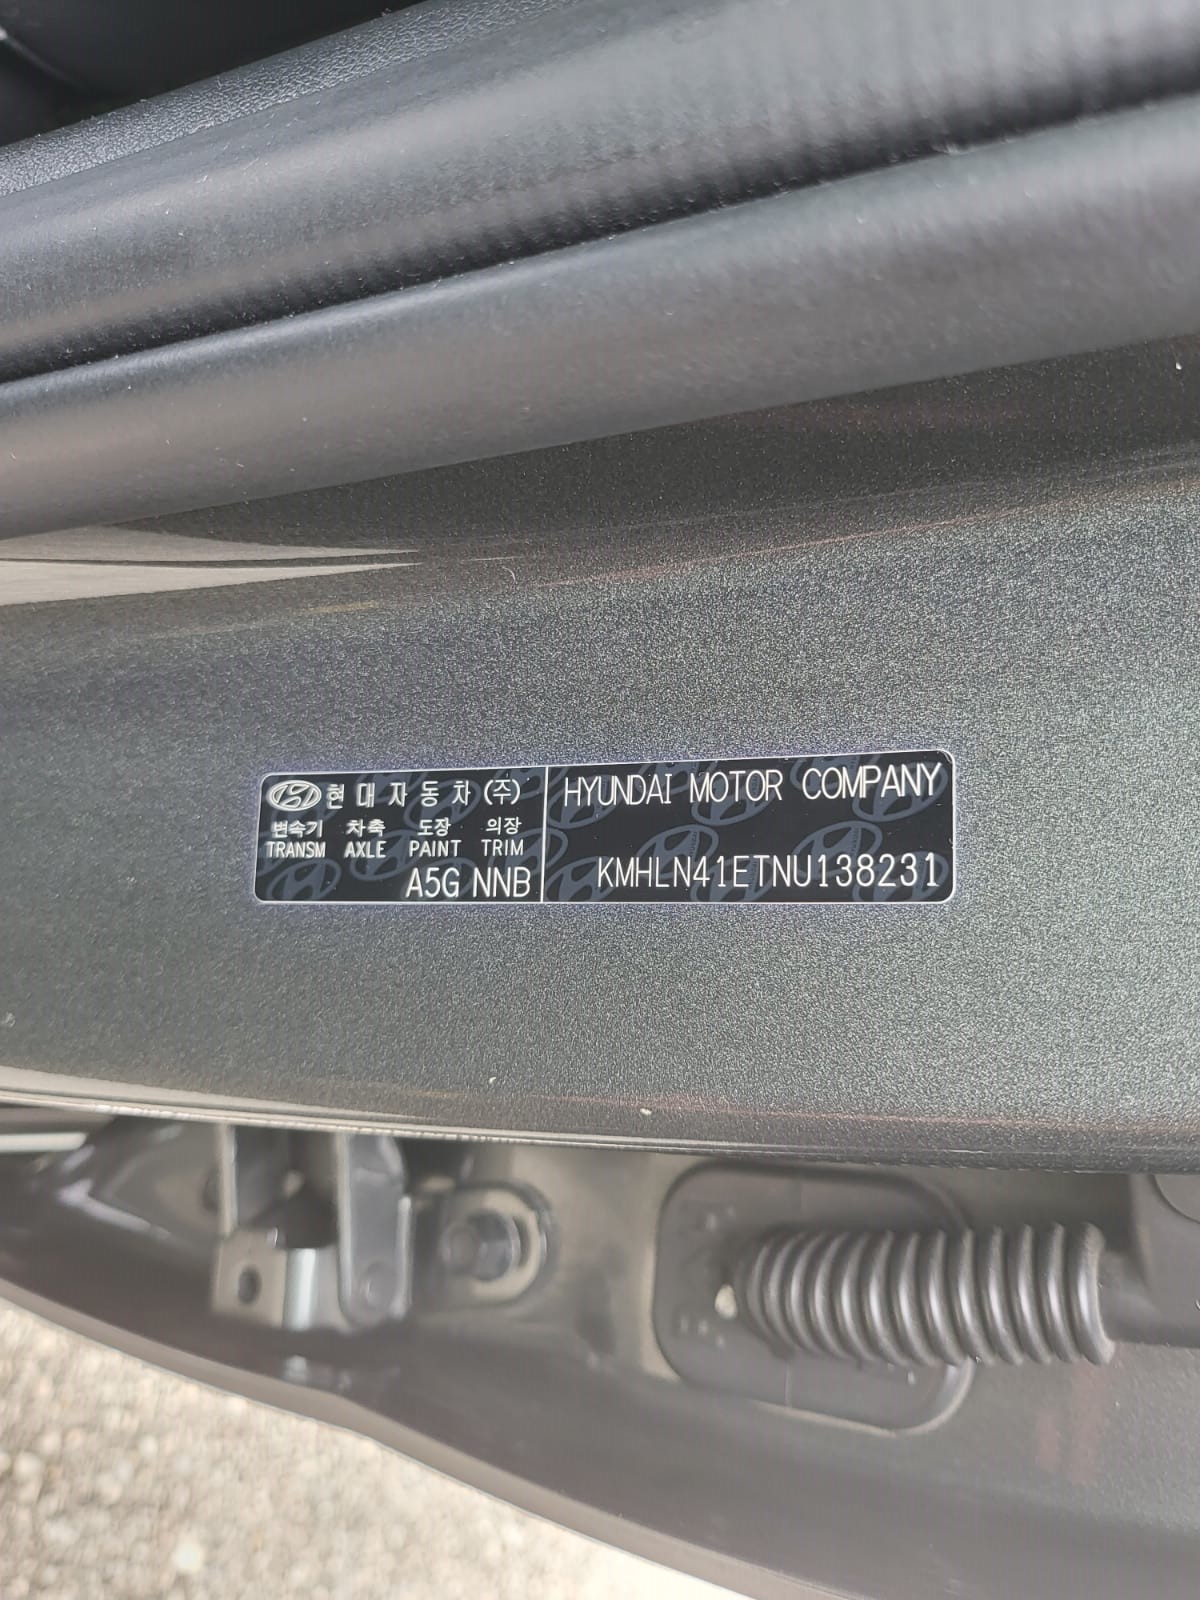 현대자동차(주)
변속기 차축 도장 의장
TRANSM AXLE PAINT TRIM
A5G NNB
HYUNDAI MOTOR COMPANY
KMHLN41ETNU138231